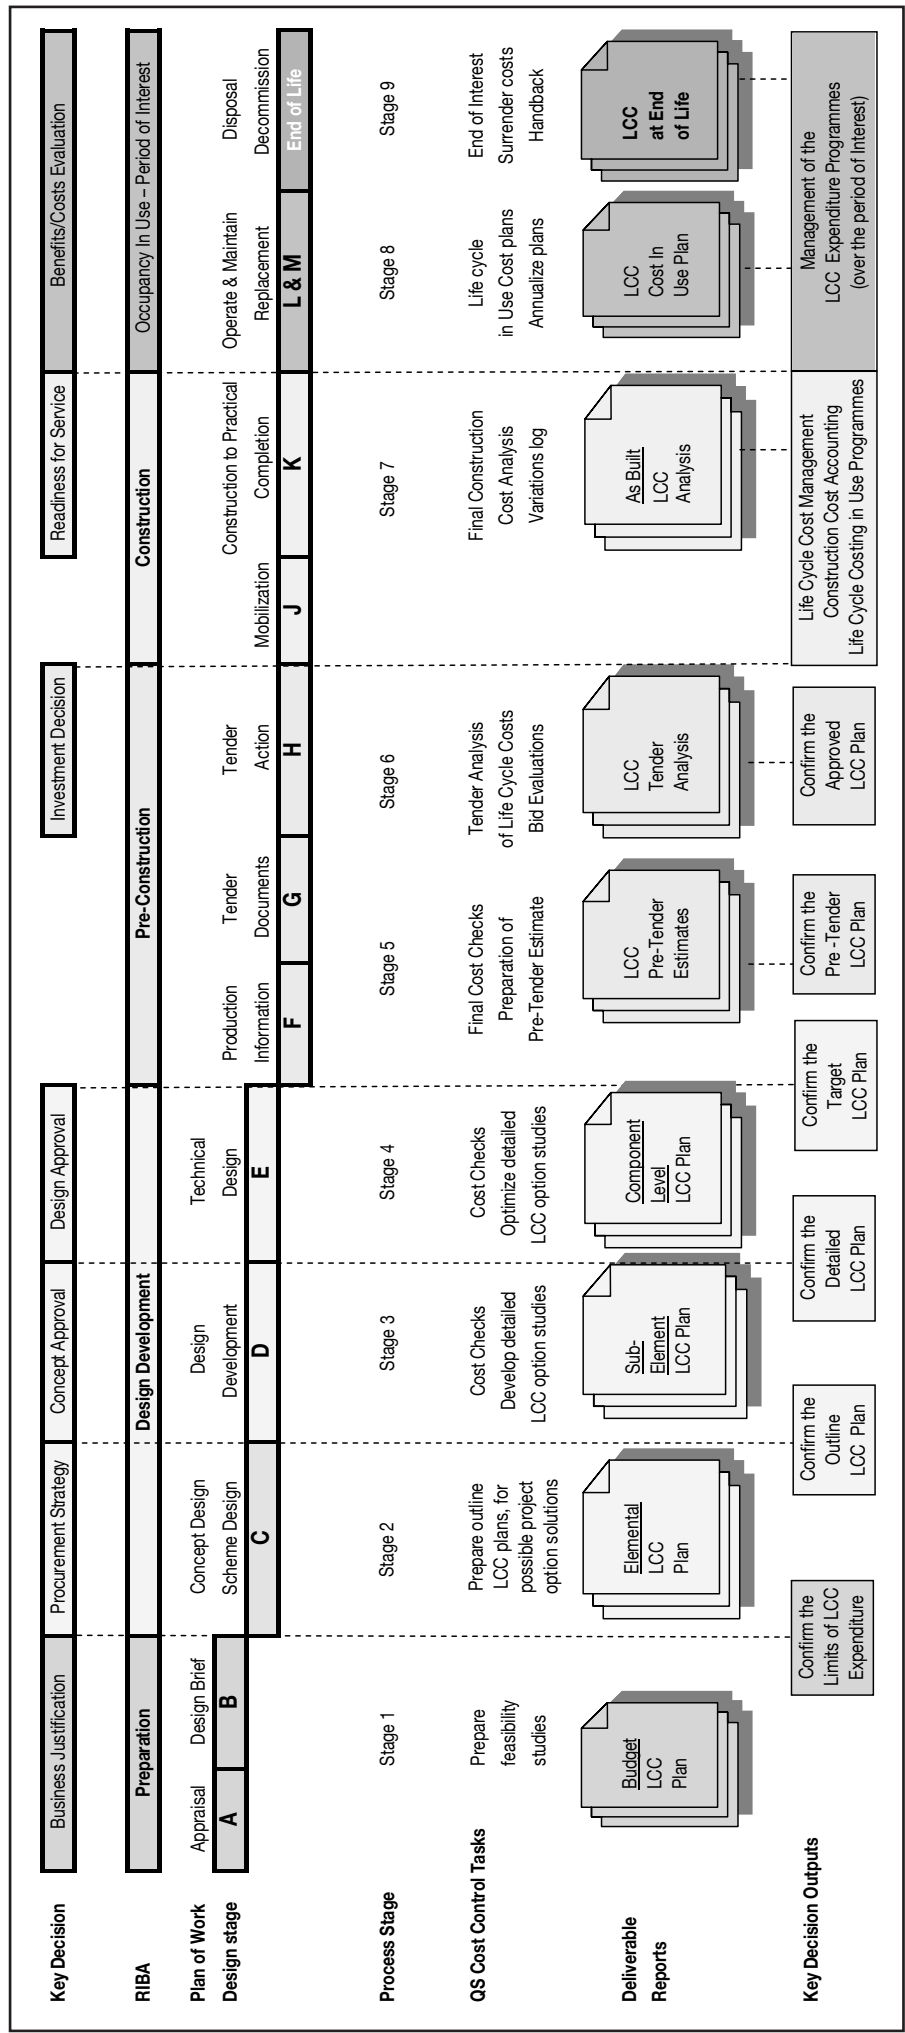 Key Decision
Business Justification
Procurement Strategy
Concept Approval
Design Approval
Investment Decision
Readiness for Service
Benefits/Costs Evaluation
RIBA
Preparation
Design Development
Pre-Construction
Construction
Occupancy In Use – Period of Interest
Plan of Work
Design stage
Appraisal
A
Design Brief
B
Concept Design
Scheme Design
C
Design
Development
D
Technical
Design
E
Production
Information
F
Tender
Documents
G
Tender
Action
H
Mobilization
J
Construction to Practical
Completion
K
Operate & Maintain
Replacement
L & M
Disposal
Decommission
End of Life
Process Stage
Stage 1
Stage 2
Stage 3
Stage 4
Stage 5
Stage 6
Stage 7
Stage 8
Stage 9
QS Cost Control Tasks
Prepare
feasibility
studies
Prepare outline
LCC plans, for
possible project
option solutions
Cost Checks
Develop detailed
LCC option studies
Cost Checks
Optimize detailed
LCC option studies
Final Cost Checks
Preparation of
Pre-Tender Estimate
Tender Analysis
of Life Cycle Costs
Bid Evaluations
Final Construction
Cost Analysis
Variations log
Life cycle
in Use Cost plans
Annualize plans
End of Interest
Surrender costs
Handback
Deliverable
Reports
Budget
LCC
Plan
Elemental
LCC
Plan
Sub-
Element
LCC Plan
Component
Level
LCC Plan
LCC
Pre-Tender
Estimates
LCC
Tender
Analysis
As Built
LCC
Analysis
LCC
Cost In
Use Plan
LCC
at End
of Life
Key Decision Outputs
Confirm the
Limits of LCC
Expenditure
Confirm the
Outline
LCC Plan
Confirm the
Detailed
LCC Plan
Confirm the
Target
LCC Plan
Confirm the
Pre -Tender
LCC Plan
Confirm the
Approved
LCC Plan
Life Cycle Cost Management
Construction Cost Accounting
Life Cycle Costing in Use Programmes
Management of the
LCC Expenditure Programmes
(over the period of Interest)